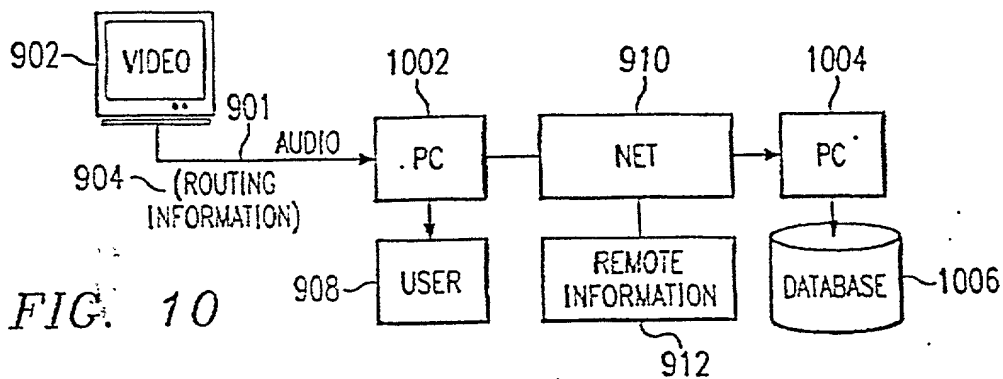 902
VIDEO
901
AUDIO
904
(ROUTING
INFORMATION)
1002
PC
910
NET
1004
PC
908
USER
REMOTE
INFORMATION
912
DATABASE
1006
FIG. 10